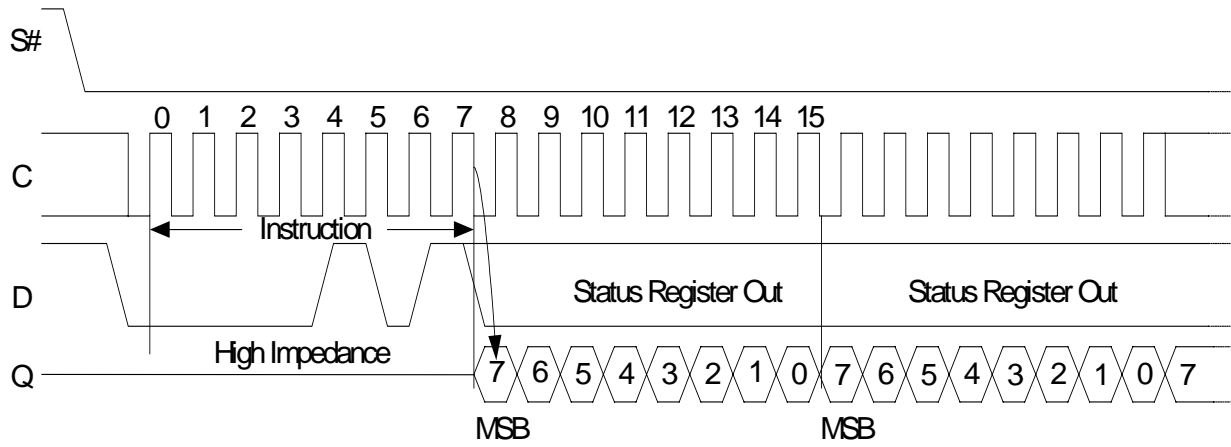 S#
0 1 2 3 4 5 6 7 8 9 10 11 12 13 14 15
C
Instruction
D
Status Register Out Status Register Out
High Impedance
Q
7 6 5 4 3 2 1 0 7 6 5 4 3 2 1 0 7
MSB MSB